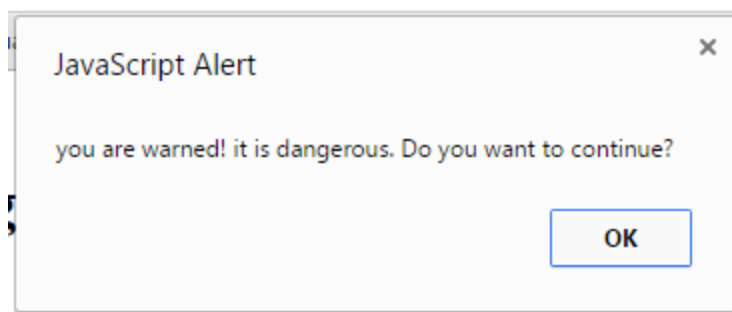 JavaScript Alert
you are warned! it is dangerous. Do you want to continue?
OK